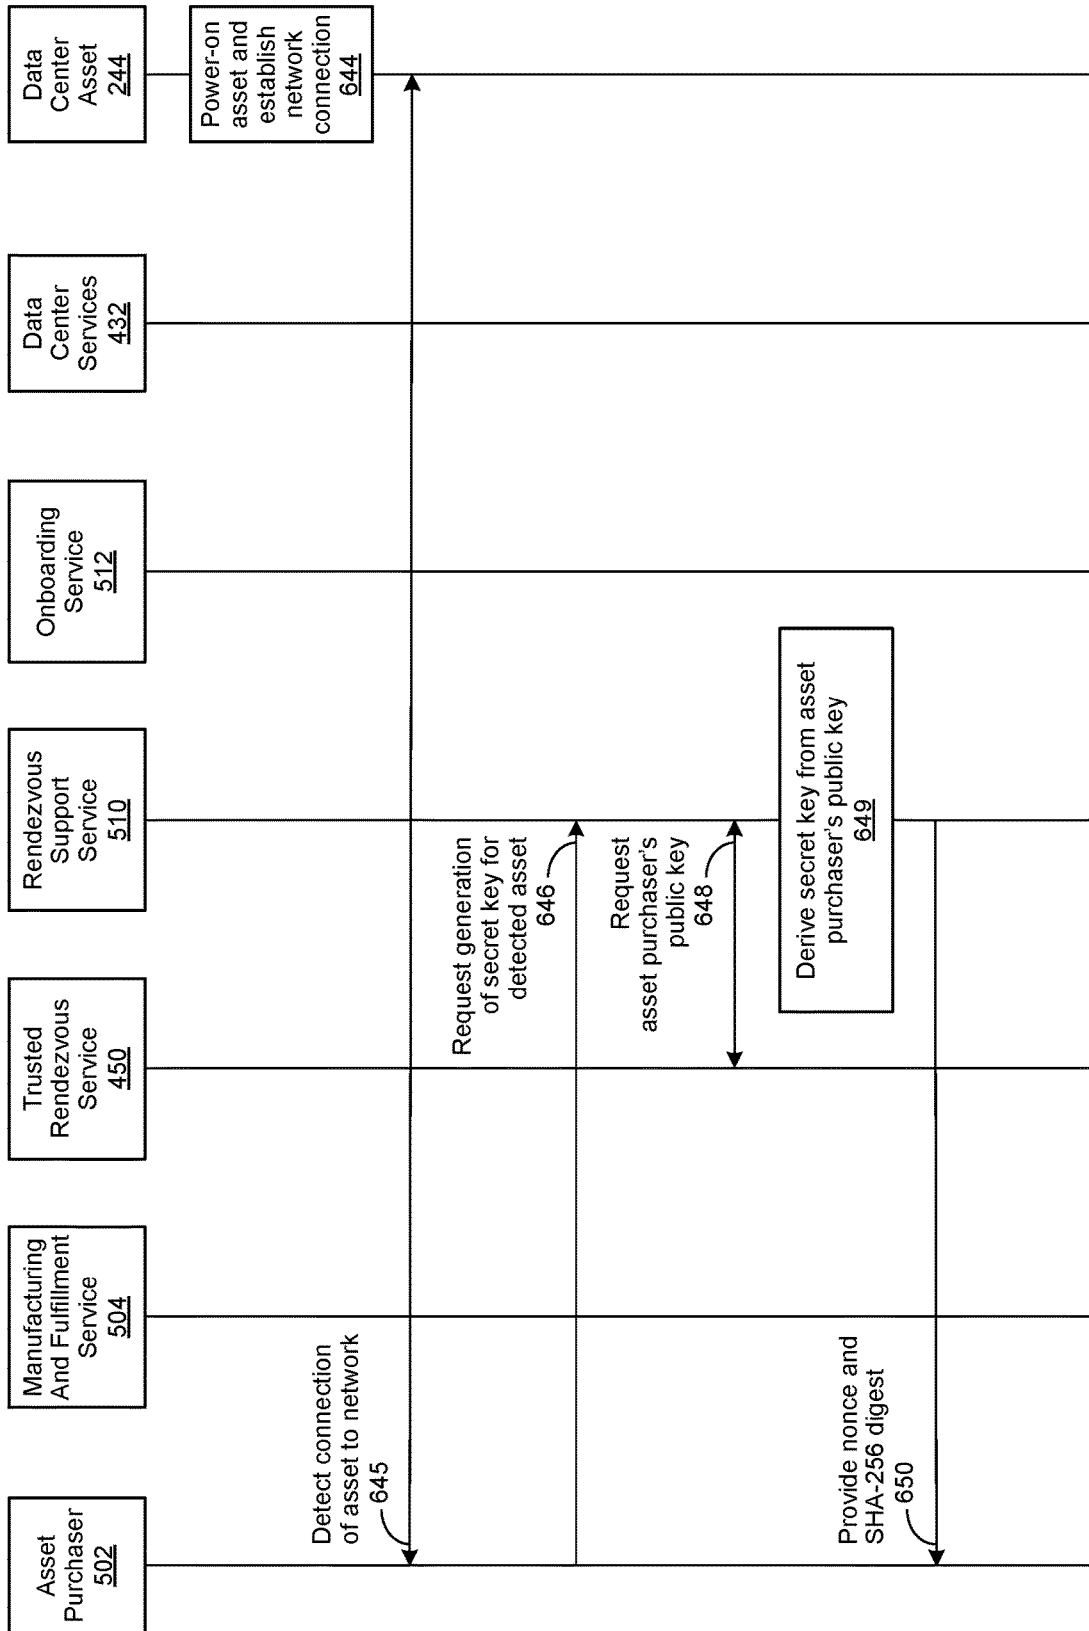 Asset
Purchaser
502
Manufacturing
And Fulfillment
Service
504
Trusted
Rendezvous
Service
450
Rendezvous
Support
Service
510
Onboarding
Service
512
Data
Center
Services
432
Data
Center
Asset
244
Power-on
asset and
establish
network
connection
644
Detect connection
of asset to network
645
Request generation
of secret key for
detected asset
646
Request
asset purchaser's
public key
648
Derive secret key from asset
purchaser's public key
649
Provide nonce and
SHA-256 digest
650